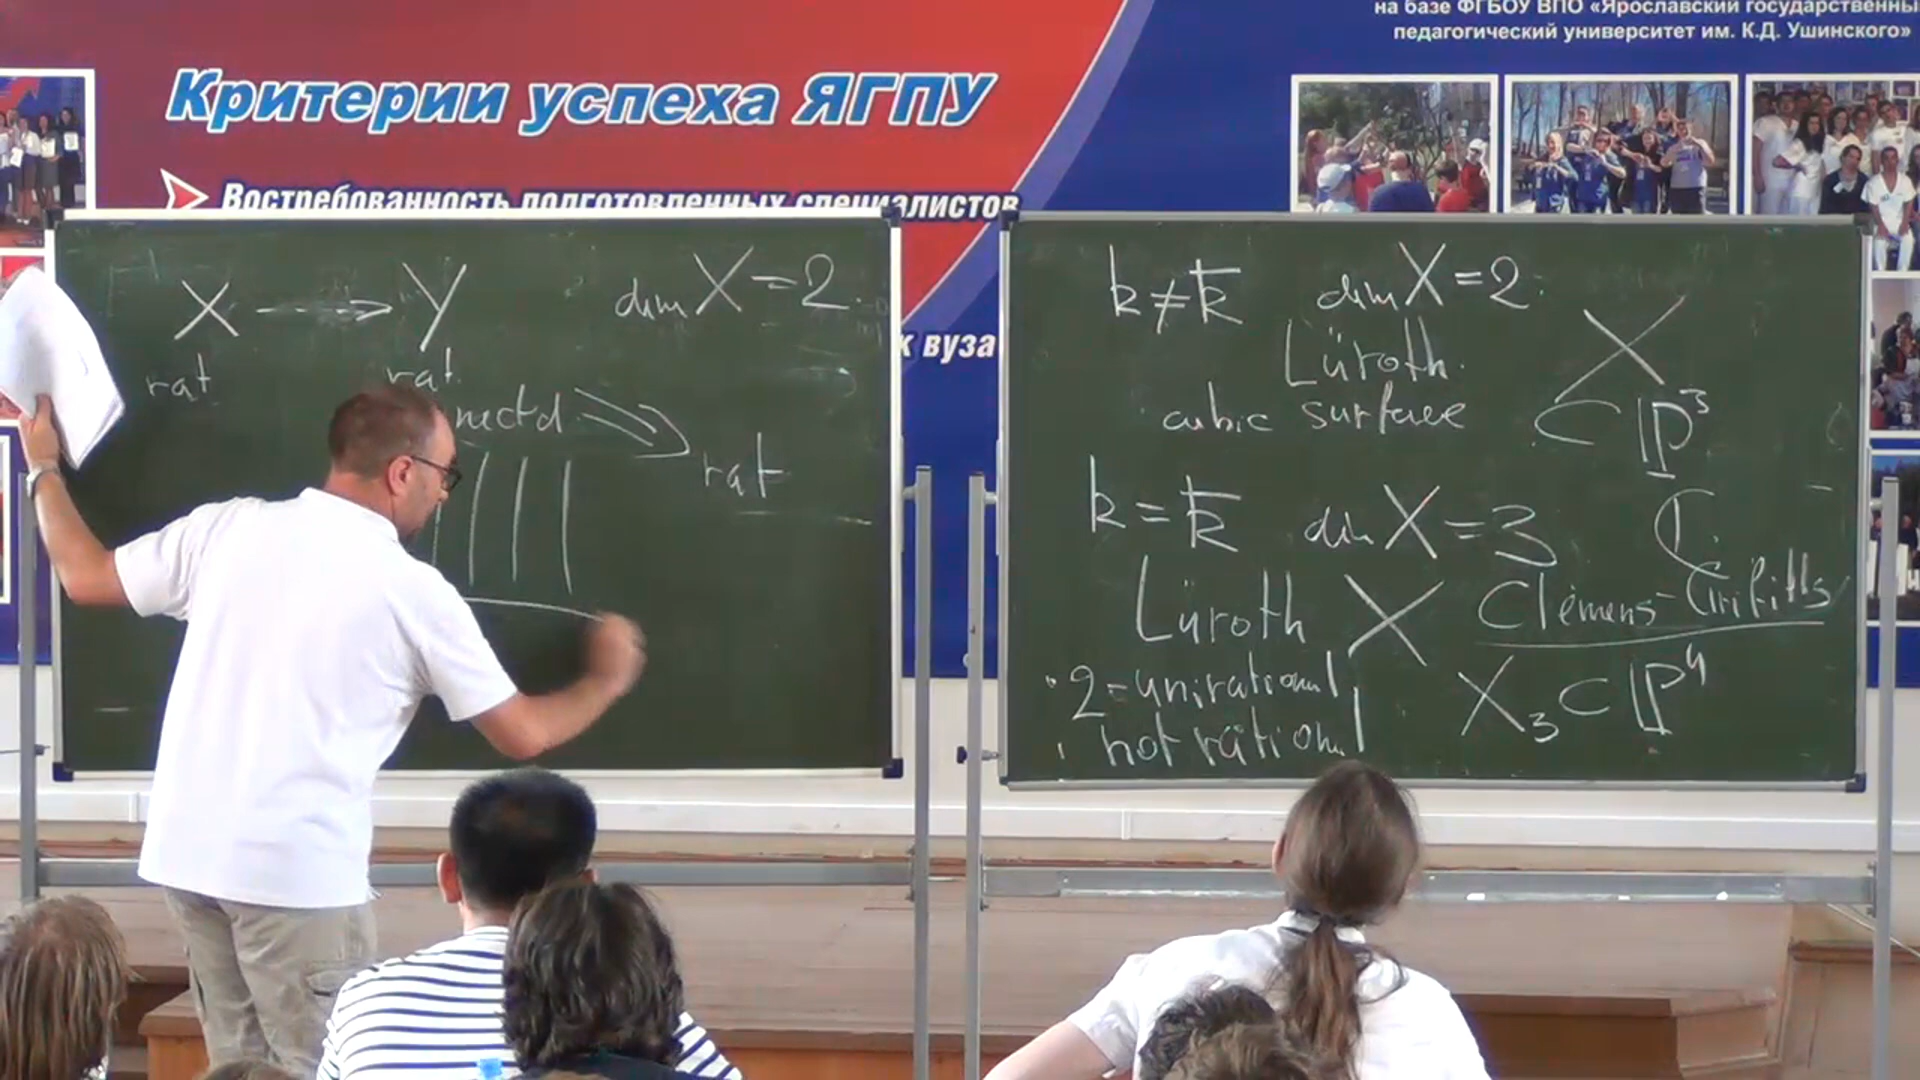 на базе ФГБОУ ВПО «Ярославский государственный
педагогический университет им. К.Д. Ушинского»
Критерии успеха ЯГПУ
Востребованность подготовленных специалистов
к вуза
X --> Y dim X = 2.
rat rat.
nectd. ⇒ rat
k ≠ k̄ dim X = 2.
Lüroth.
cubic surface ⊂ ℙ³
k = k̄ dim X = 3 ℂ.
Lüroth X Clemens-Grifiths
2-unirational X₃ ⊂ ℙ⁴
not rational